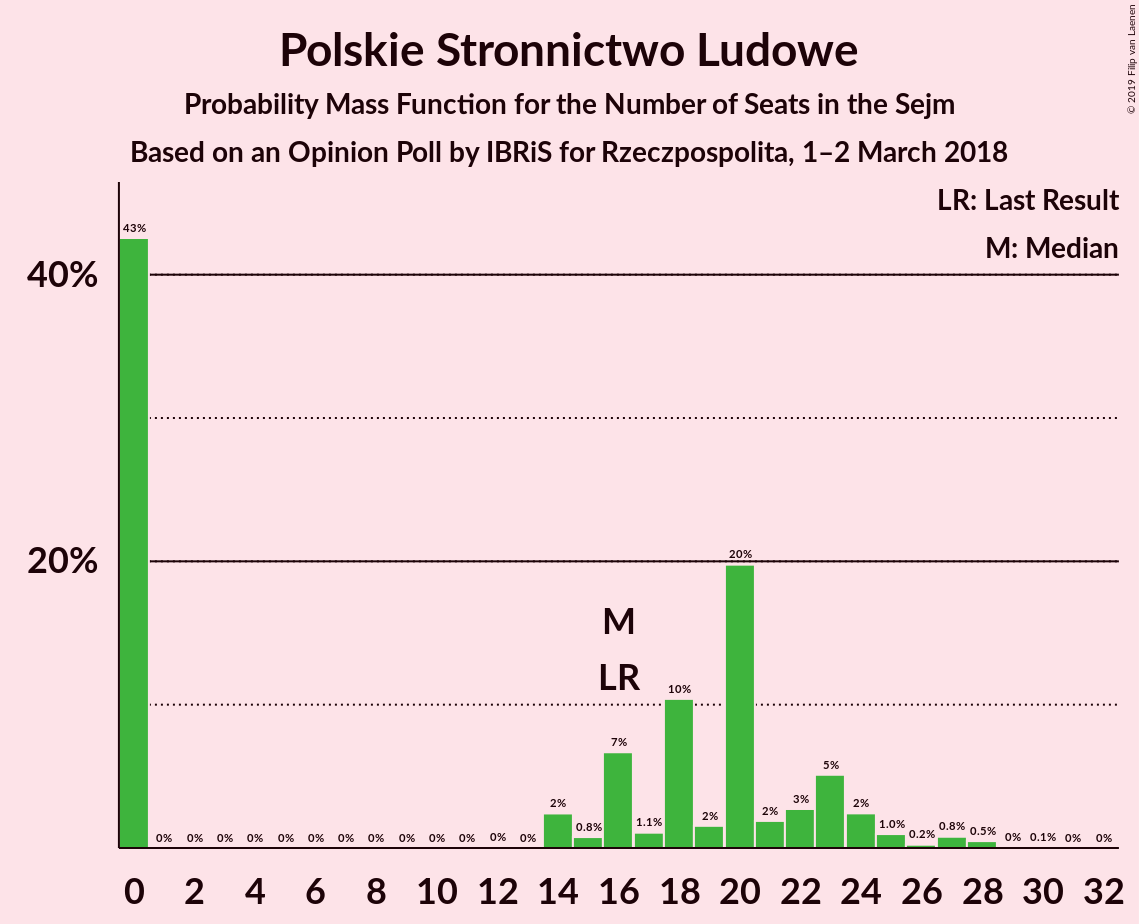 Polskie Stronnictwo Ludowe
Probability Mass Function for the Number of Seats in the Sejm
Based on an Opinion Poll by IBRiS for Rzeczpospolita, 1–2 March 2018
© 2019 Filip van Laenen
LR: Last Result
M: Median
43%
40%
20%
20%
M
LR
10%
7%
5%
2% 0.8% 1.1% 2% 2% 3% 2% 1.0% 0.2% 0.8% 0.5%
0% 0% 0% 0% 0% 0% 0% 0% 0% 0% 0% 0% 0% 0% 0.1% 0% 0%
0 2 4 6 8 10 12 14 16 18 20 22 24 26 28 30 32